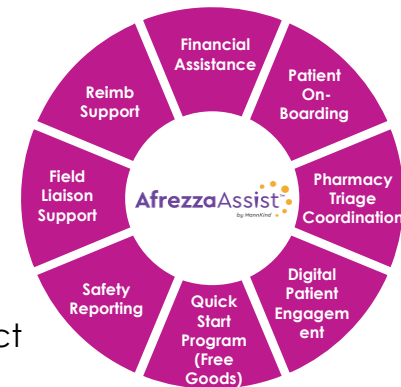 Financial
Assistance
Patient
On-
Boarding
Pharmacy
Triage
Coordination
Digital
Patient
Engagem
ent
Quick
Start
Program
(Free
Goods)
Safety
Reporting
Field
Liaison
Support
Reimb
Support
AfrezzaAssist™
by MannKind
ct